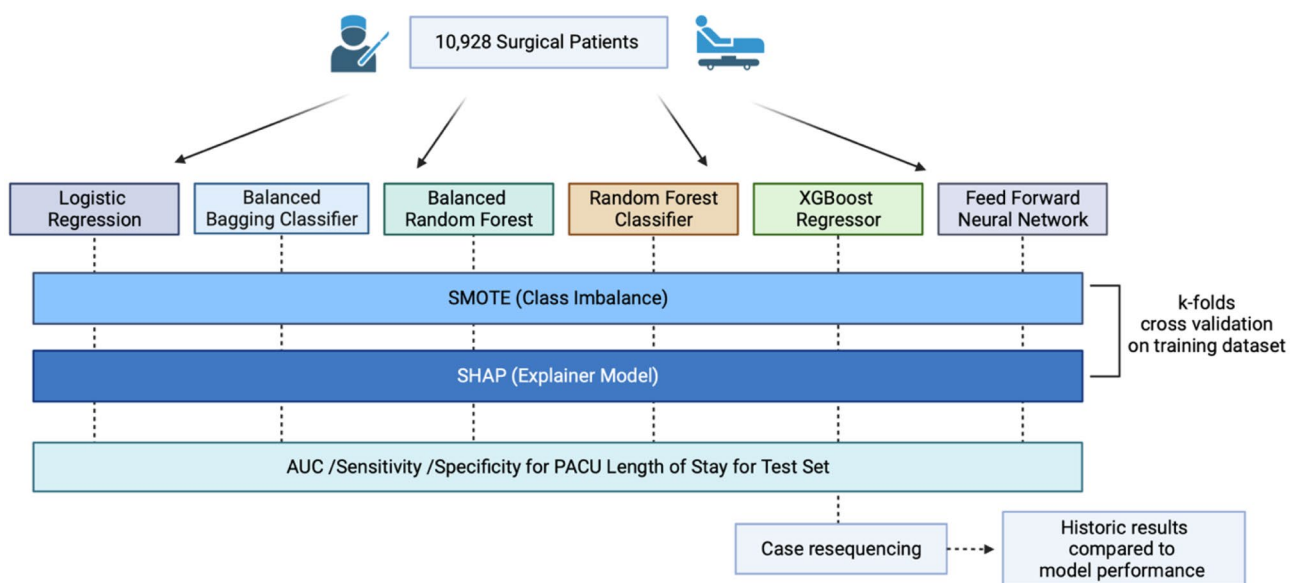 10,928 Surgical Patients
Logistic
Regression
Balanced
Bagging Classifier
Balanced
Random Forest
Random Forest
Classifier
XGBoost
Regressor
Feed Forward
Neural Network
SMOTE (Class Imbalance)
k-folds
cross validation
on training dataset
SHAP (Explainer Model)
AUC /Sensitivity /Specificity for PACU Length of Stay for Test Set
Case resequencing
Historic results
compared to
model performance